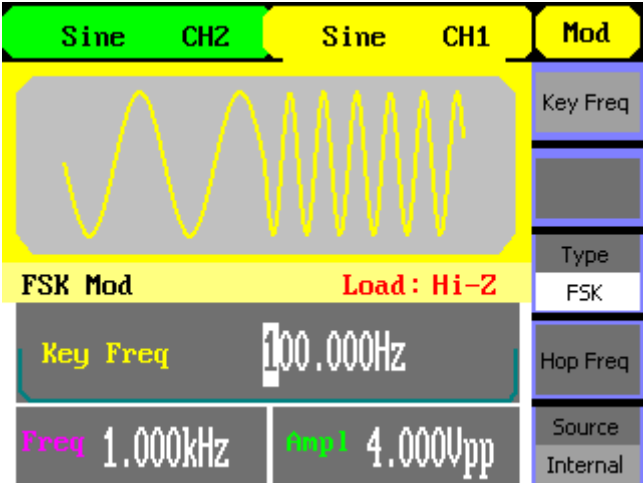 Sine CH2 Sine CH1 Mod
Key Freq
Type
FSK
FSK Mod Load: Hi-Z
Key Freq 100.000Hz
Hop Freq
Freq 1.000kHz Ampl 4.000Vpp
Source
Internal